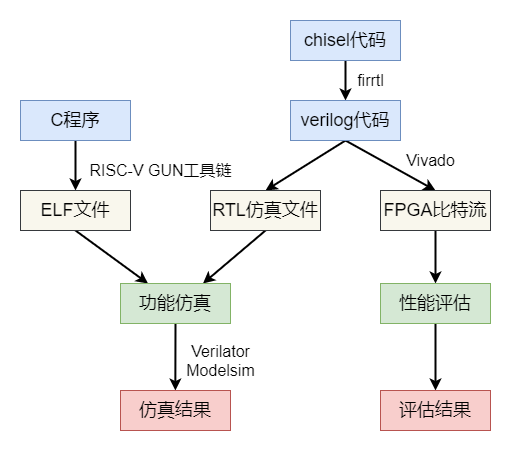 chisel代码
firrtl
C程序
verilog代码
RISC-V GUN工具链
Vivado
ELF文件
RTL仿真文件
FPGA比特流
功能仿真
性能评估
Verilator
Modelsim
仿真结果
评估结果